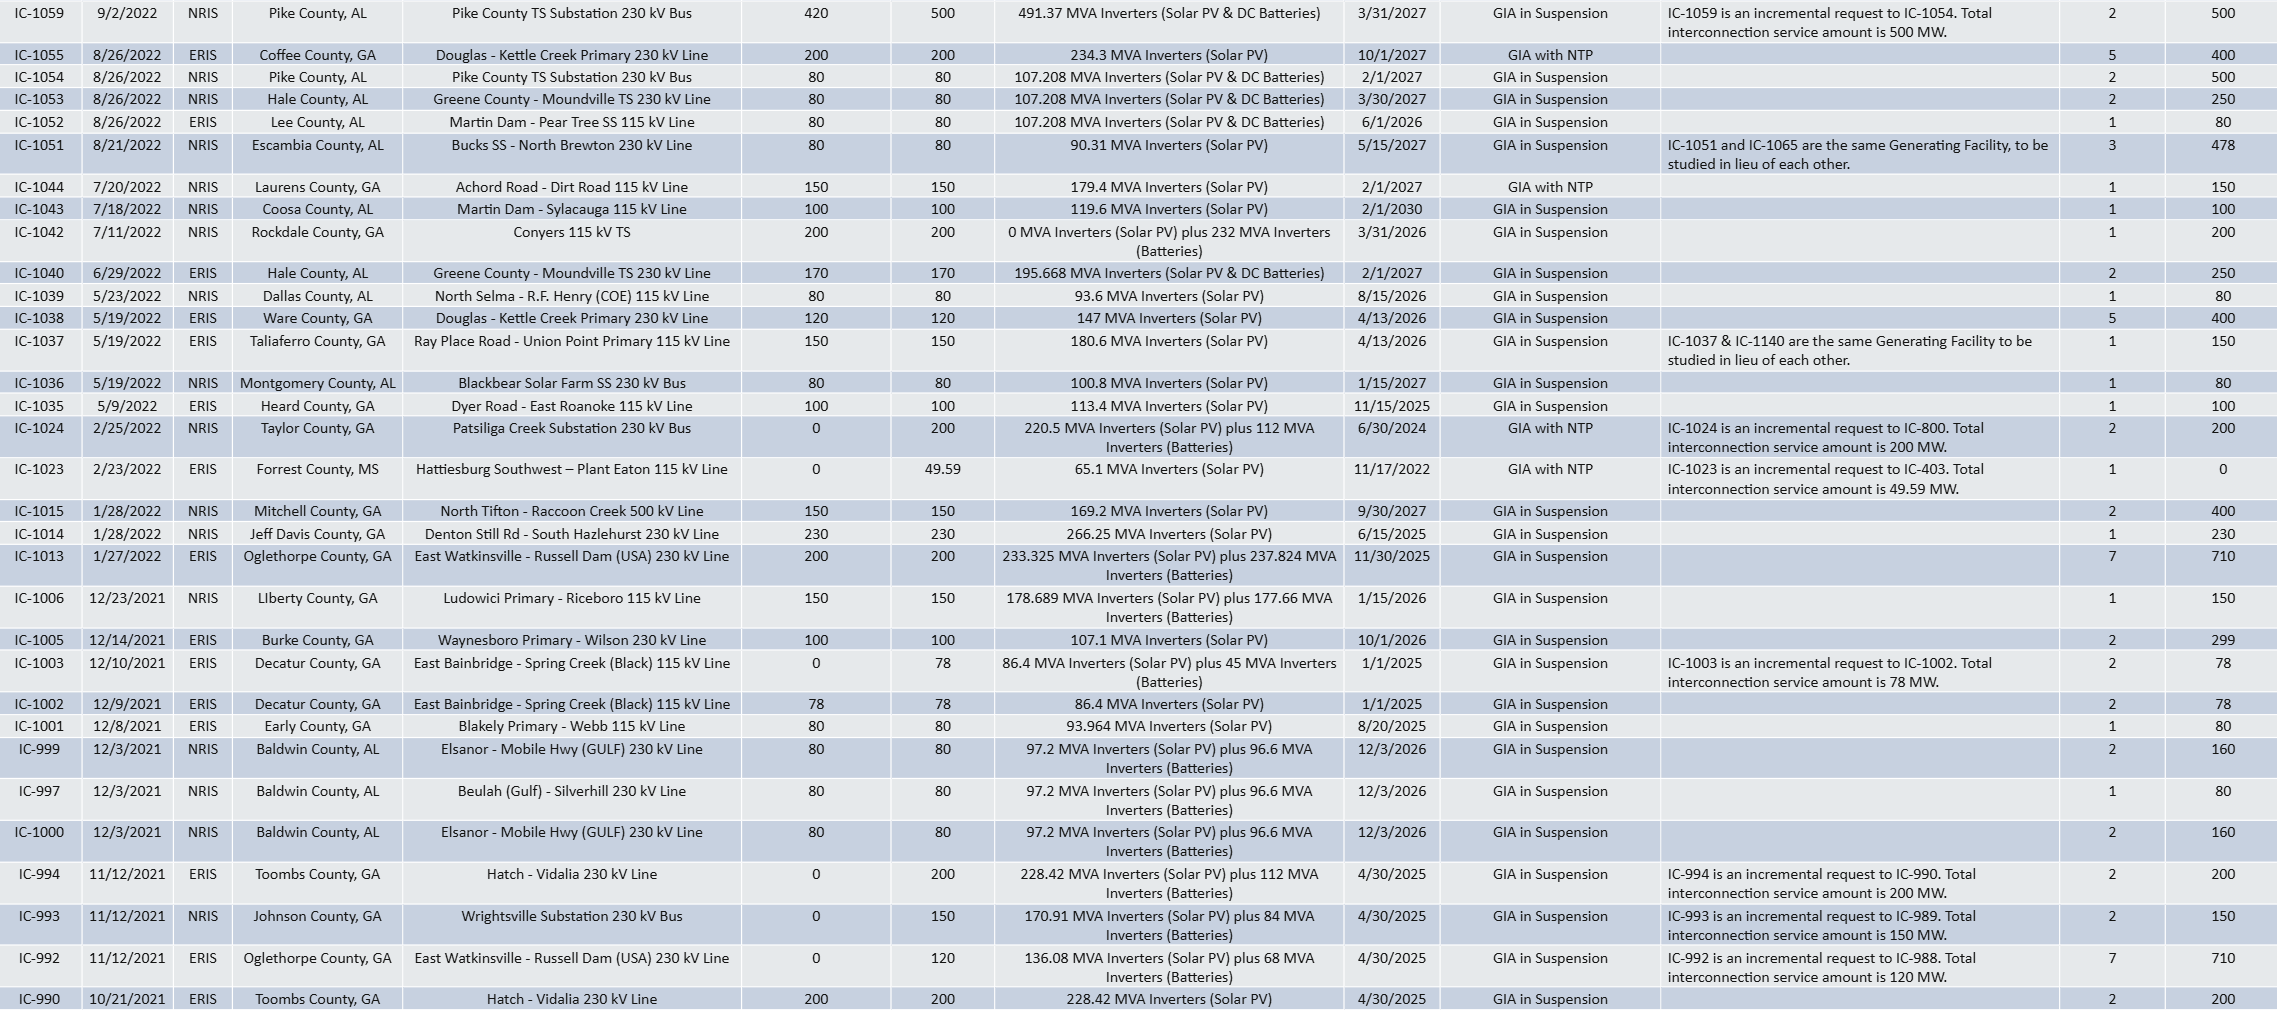 IC-1059 9/2/2022 NRIS Pike County, AL Pike County TS Substation 230 kV Bus 420 500 491.37 MVA Inverters (Solar PV & DC Batteries) 3/31/2027 GIA in Suspension IC-1059 is an incremental request to IC-1054. Total 2 500
interconnection service amount is 500 MW.
IC-1055 8/26/2022 ERIS Coffee County, GA Douglas - Kettle Creek Primary 230 kV Line 200 200 234.3 MVA Inverters (Solar PV) 10/1/2027 GIA with NTP 5 400
IC-1054 8/26/2022 NRIS Pike County, AL Pike County TS Substation 230 kV Bus 80 80 107.208 MVA Inverters (Solar PV & DC Batteries) 2/1/2027 GIA in Suspension 2 500
IC-1053 8/26/2022 NRIS Hale County, AL Greene County - Moundville TS 230 kV Line 80 80 107.208 MVA Inverters (Solar PV & DC Batteries) 3/30/2027 GIA in Suspension 2 250
IC-1052 8/26/2022 ERIS Lee County, AL Martin Dam - Pear Tree SS 115 kV Line 80 80 107.208 MVA Inverters (Solar PV & DC Batteries) 6/1/2026 GIA in Suspension 1 80
IC-1051 8/21/2022 NRIS Escambia County, AL Bucks SS - North Brewton 230 kV Line 80 80 90.31 MVA Inverters (Solar PV) 5/15/2027 GIA in Suspension IC-1051 and IC-1065 are the same Generating Facility, to be 3 478
studied in lieu of each other.
IC-1044 7/20/2022 NRIS Laurens County, GA Achord Road - Dirt Road 115 kV Line 150 150 179.4 MVA Inverters (Solar PV) 2/1/2027 GIA with NTP 1 150
IC-1043 7/18/2022 NRIS Coosa County, AL Martin Dam - Sylacauga 115 kV Line 100 100 119.6 MVA Inverters (Solar PV) 2/1/2030 GIA in Suspension 1 100
IC-1042 7/11/2022 NRIS Rockdale County, GA Conyers 115 kV TS 200 200 0 MVA Inverters (Solar PV) plus 232 MVA Inverters 3/31/2026 GIA in Suspension 1 200
(Batteries)
IC-1040 6/29/2022 ERIS Hale County, AL Greene County - Moundville TS 230 kV Line 170 170 195.668 MVA Inverters (Solar PV & DC Batteries) 2/1/2027 GIA in Suspension 2 250
IC-1039 5/23/2022 NRIS Dallas County, AL North Selma - R.F. Henry (COE) 115 kV Line 80 80 93.6 MVA Inverters (Solar PV) 8/15/2026 GIA in Suspension 1 80
IC-1038 5/19/2022 ERIS Ware County, GA Douglas - Kettle Creek Primary 230 kV Line 120 120 147 MVA Inverters (Solar PV) 4/13/2026 GIA in Suspension 5 400
IC-1037 5/19/2022 ERIS Taliaferro County, GA Ray Place Road - Union Point Primary 115 kV Line 150 150 180.6 MVA Inverters (Solar PV) 4/13/2026 GIA in Suspension IC-1037 & IC-1140 are the same Generating Facility to be 1 150
studied in lieu of each other.
IC-1036 5/19/2022 NRIS Montgomery County, AL Blackbear Solar Farm SS 230 kV Bus 80 80 100.8 MVA Inverters (Solar PV) 1/15/2027 GIA in Suspension 1 80
IC-1035 5/9/2022 ERIS Heard County, GA Dyer Road - East Roanoke 115 kV Line 100 100 113.4 MVA Inverters (Solar PV) 11/15/2025 GIA in Suspension 1 100
IC-1024 2/25/2022 NRIS Taylor County, GA Patsiliga Creek Substation 230 kV Bus 0 200 220.5 MVA Inverters (Solar PV) plus 112 MVA 6/30/2024 GIA with NTP IC-1024 is an incremental request to IC-800. Total 2 200
Inverters (Batteries) interconnection service amount is 200 MW.
IC-1023 2/23/2022 ERIS Forrest County, MS Hattiesburg Southwest – Plant Eaton 115 kV Line 0 49.59 65.1 MVA Inverters (Solar PV) 11/17/2022 GIA with NTP IC-1023 is an incremental request to IC-403. Total 1 0
interconnection service amount is 49.59 MW.
IC-1015 1/28/2022 NRIS Mitchell County, GA North Tifton - Raccoon Creek 500 kV Line 150 150 169.2 MVA Inverters (Solar PV) 9/30/2027 GIA in Suspension 2 400
IC-1014 1/28/2022 NRIS Jeff Davis County, GA Denton Still Rd - South Hazlehurst 230 kV Line 230 230 266.25 MVA Inverters (Solar PV) 6/15/2025 GIA in Suspension 1 230
IC-1013 1/27/2022 ERIS Oglethorpe County, GA East Watkinsville - Russell Dam (USA) 230 kV Line 200 200 233.325 MVA Inverters (Solar PV) plus 237.824 MVA 11/30/2025 GIA in Suspension 7 710
Inverters (Batteries)
IC-1006 12/23/2021 NRIS LIberty County, GA Ludowici Primary - Riceboro 115 kV Line 150 150 178.689 MVA Inverters (Solar PV) plus 177.66 MVA 1/15/2026 GIA in Suspension 1 150
Inverters (Batteries)
IC-1005 12/14/2021 ERIS Burke County, GA Waynesboro Primary - Wilson 230 kV Line 100 100 107.1 MVA Inverters (Solar PV) 10/1/2026 GIA in Suspension 2 299
IC-1003 12/10/2021 ERIS Decatur County, GA East Bainbridge - Spring Creek (Black) 115 kV Line 0 78 86.4 MVA Inverters (Solar PV) plus 45 MVA Inverters 1/1/2025 GIA in Suspension IC-1003 is an incremental request to IC-1002. Total 2 78
(Batteries) interconnection service amount is 78 MW.
IC-1002 12/9/2021 ERIS Decatur County, GA East Bainbridge - Spring Creek (Black) 115 kV Line 78 78 86.4 MVA Inverters (Solar PV) 1/1/2025 GIA in Suspension 2 78
IC-1001 12/8/2021 ERIS Early County, GA Blakely Primary - Webb 115 kV Line 80 80 93.964 MVA Inverters (Solar PV) 8/20/2025 GIA in Suspension 1 80
IC-999 12/3/2021 NRIS Baldwin County, AL Elsanor - Mobile Hwy (GULF) 230 kV Line 80 80 97.2 MVA Inverters (Solar PV) plus 96.6 MVA 12/3/2026 GIA in Suspension 2 160
Inverters (Batteries)
IC-997 12/3/2021 NRIS Baldwin County, AL Beulah (Gulf) - Silverhill 230 kV Line 80 80 97.2 MVA Inverters (Solar PV) plus 96.6 MVA 12/3/2026 GIA in Suspension 1 80
Inverters (Batteries)
IC-1000 12/3/2021 NRIS Baldwin County, AL Elsanor - Mobile Hwy (GULF) 230 kV Line 80 80 97.2 MVA Inverters (Solar PV) plus 96.6 MVA 12/3/2026 GIA in Suspension 2 160
Inverters (Batteries)
IC-994 11/12/2021 ERIS Toombs County, GA Hatch - Vidalia 230 kV Line 0 200 228.42 MVA Inverters (Solar PV) plus 112 MVA 4/30/2025 GIA in Suspension IC-994 is an incremental request to IC-990. Total 2 200
Inverters (Batteries) interconnection service amount is 200 MW.
IC-993 11/12/2021 NRIS Johnson County, GA Wrightsville Substation 230 kV Bus 0 150 170.91 MVA Inverters (Solar PV) plus 84 MVA 4/30/2025 GIA in Suspension IC-993 is an incremental request to IC-989. Total 2 150
Inverters (Batteries) interconnection service amount is 150 MW.
IC-992 11/12/2021 ERIS Oglethorpe County, GA East Watkinsville - Russell Dam (USA) 230 kV Line 0 120 136.08 MVA Inverters (Solar PV) plus 68 MVA 4/30/2025 GIA in Suspension IC-992 is an incremental request to IC-988. Total 7 710
Inverters (Batteries) interconnection service amount is 120 MW.
IC-990 10/21/2021 ERIS Toombs County, GA Hatch - Vidalia 230 kV Line 200 200 228.42 MVA Inverters (Solar PV) 4/30/2025 GIA in Suspension 2 200